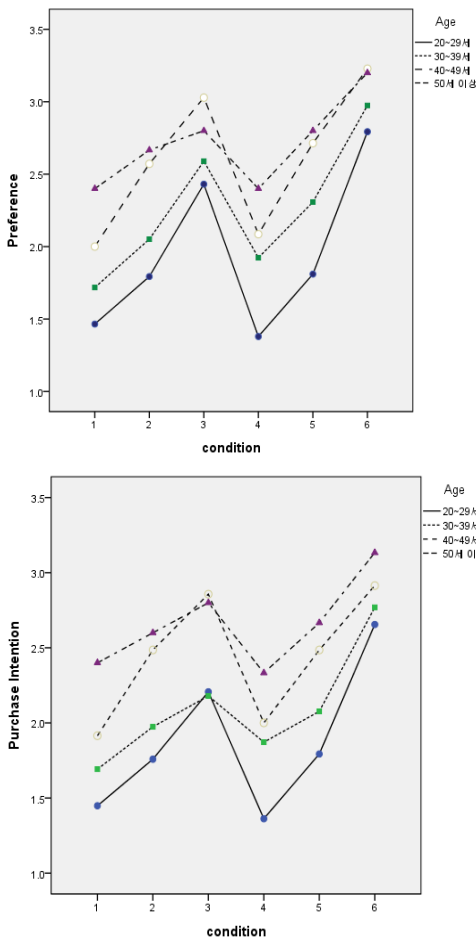 Age
20~29세
30~39세
40~49세
50세 이상
3.5
3.0
2.5
2.0
1.5
1.0
Preference
1 2 3 4 5 6
condition
Age
20~29세
30~39세
40~49세
50세 이
3.5
3.0
2.5
2.0
1.5
1.0
Purchase Intention
1 2 3 4 5 6
condition